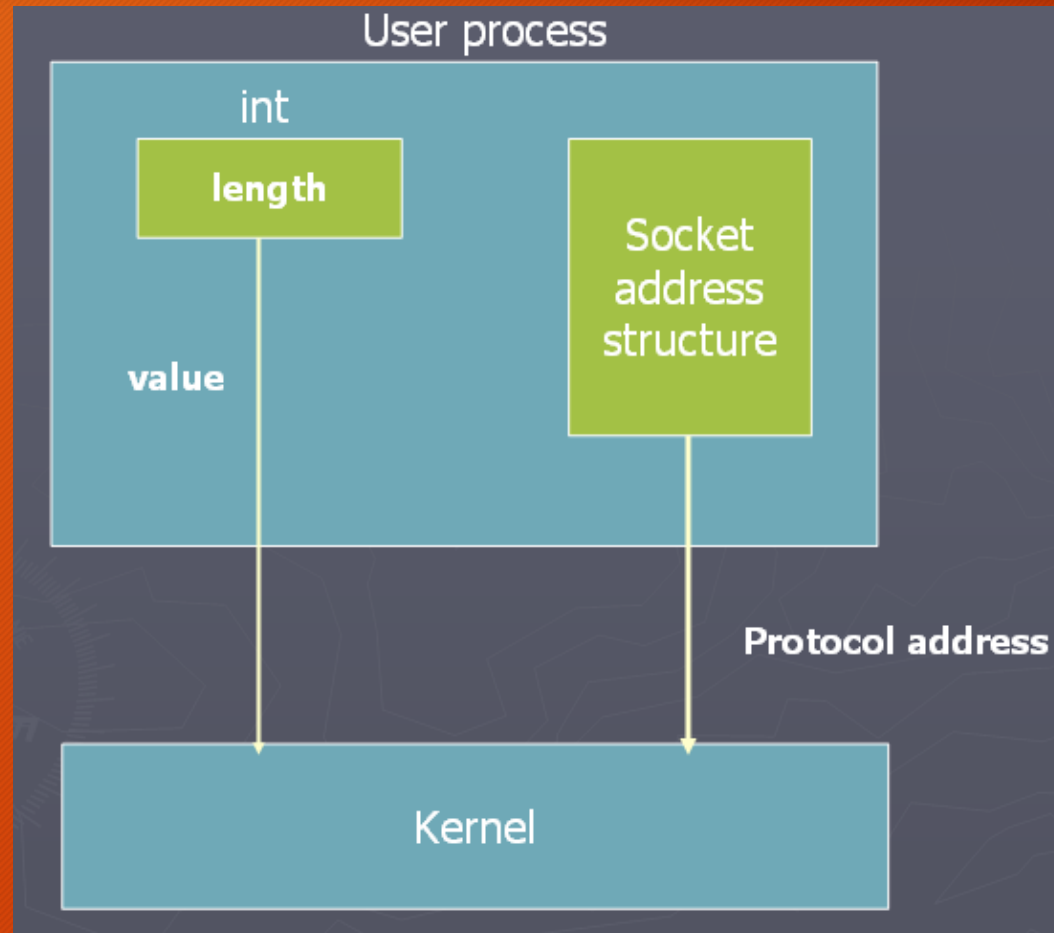 User process
int
length
Socket
address
structure
value
Protocol address
Kernel